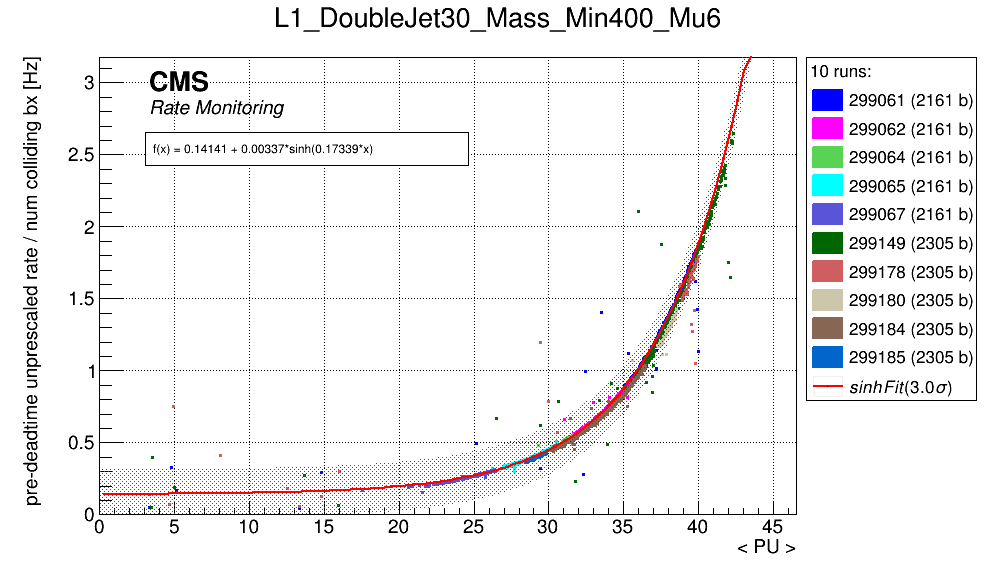 L1_DoubleJet30_Mass_Min400_Mu6
pre-deadtime unprescaled rate / num colliding bx [Hz]
CMS
Rate Monitoring
f(x) = 0.14141 + 0.00337*sinh(0.17339*x)
3
2.5
2
1.5
1
0.5
0
0 5 10 15 20 25 30 35 40 45
< PU >
10 runs:
299061 (2161 b)
299062 (2161 b)
299064 (2161 b)
299065 (2161 b)
299067 (2161 b)
299149 (2305 b)
299178 (2305 b)
299180 (2305 b)
299184 (2305 b)
299185 (2305 b)
sinhFit(3.0σ)